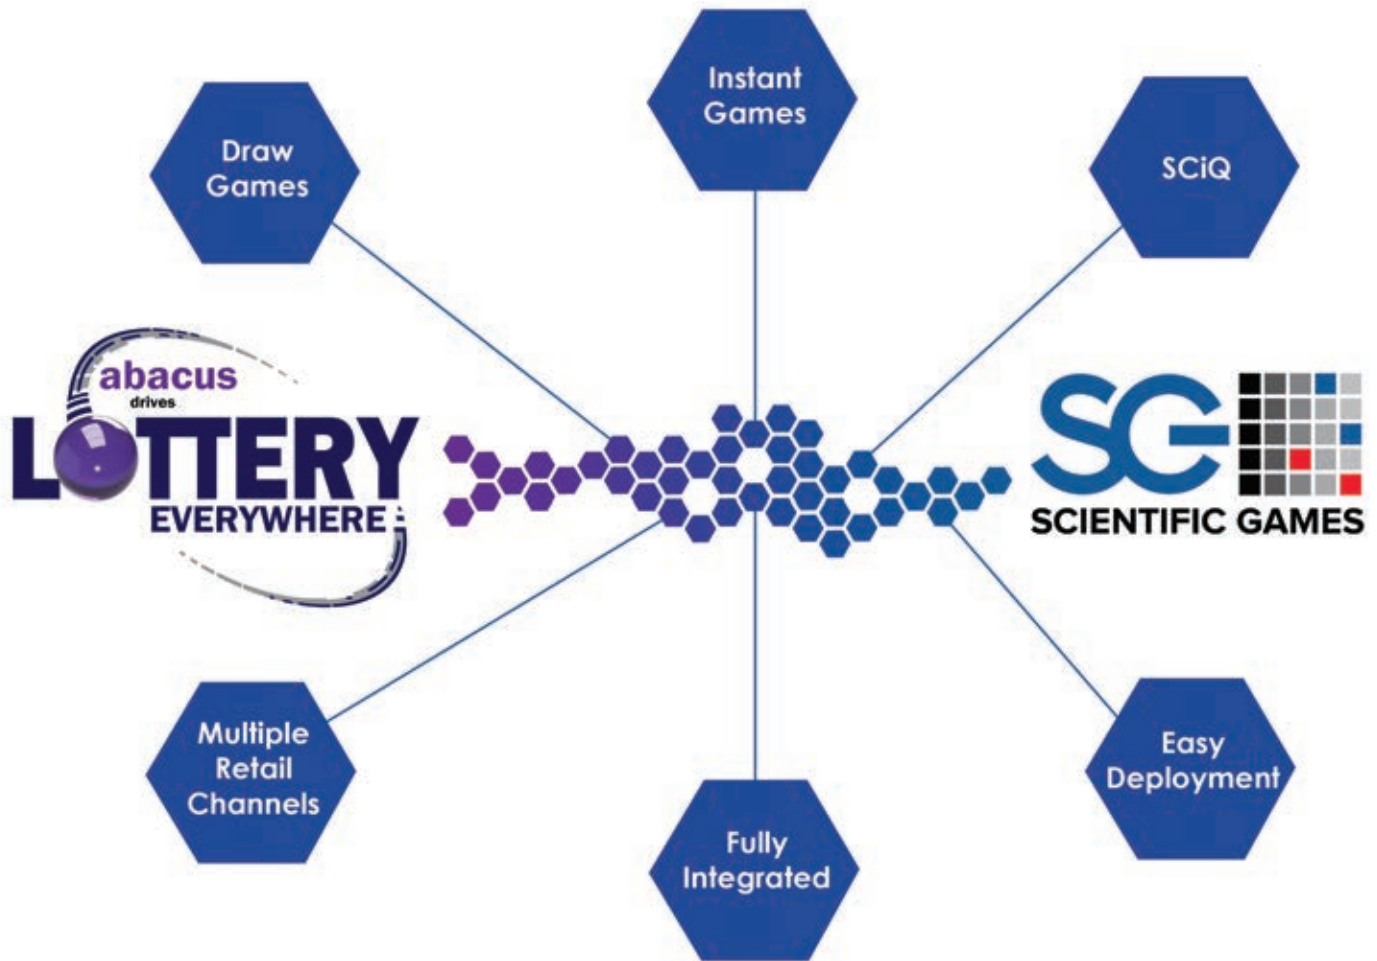 Instant
Games
Draw
Games
SCiQ
abacus
drives
LOTTERY
EVERYWHERE
SG
SCIENTIFIC GAMES
Multiple
Retail
Channels
Easy
Deployment
Fully
Integrated